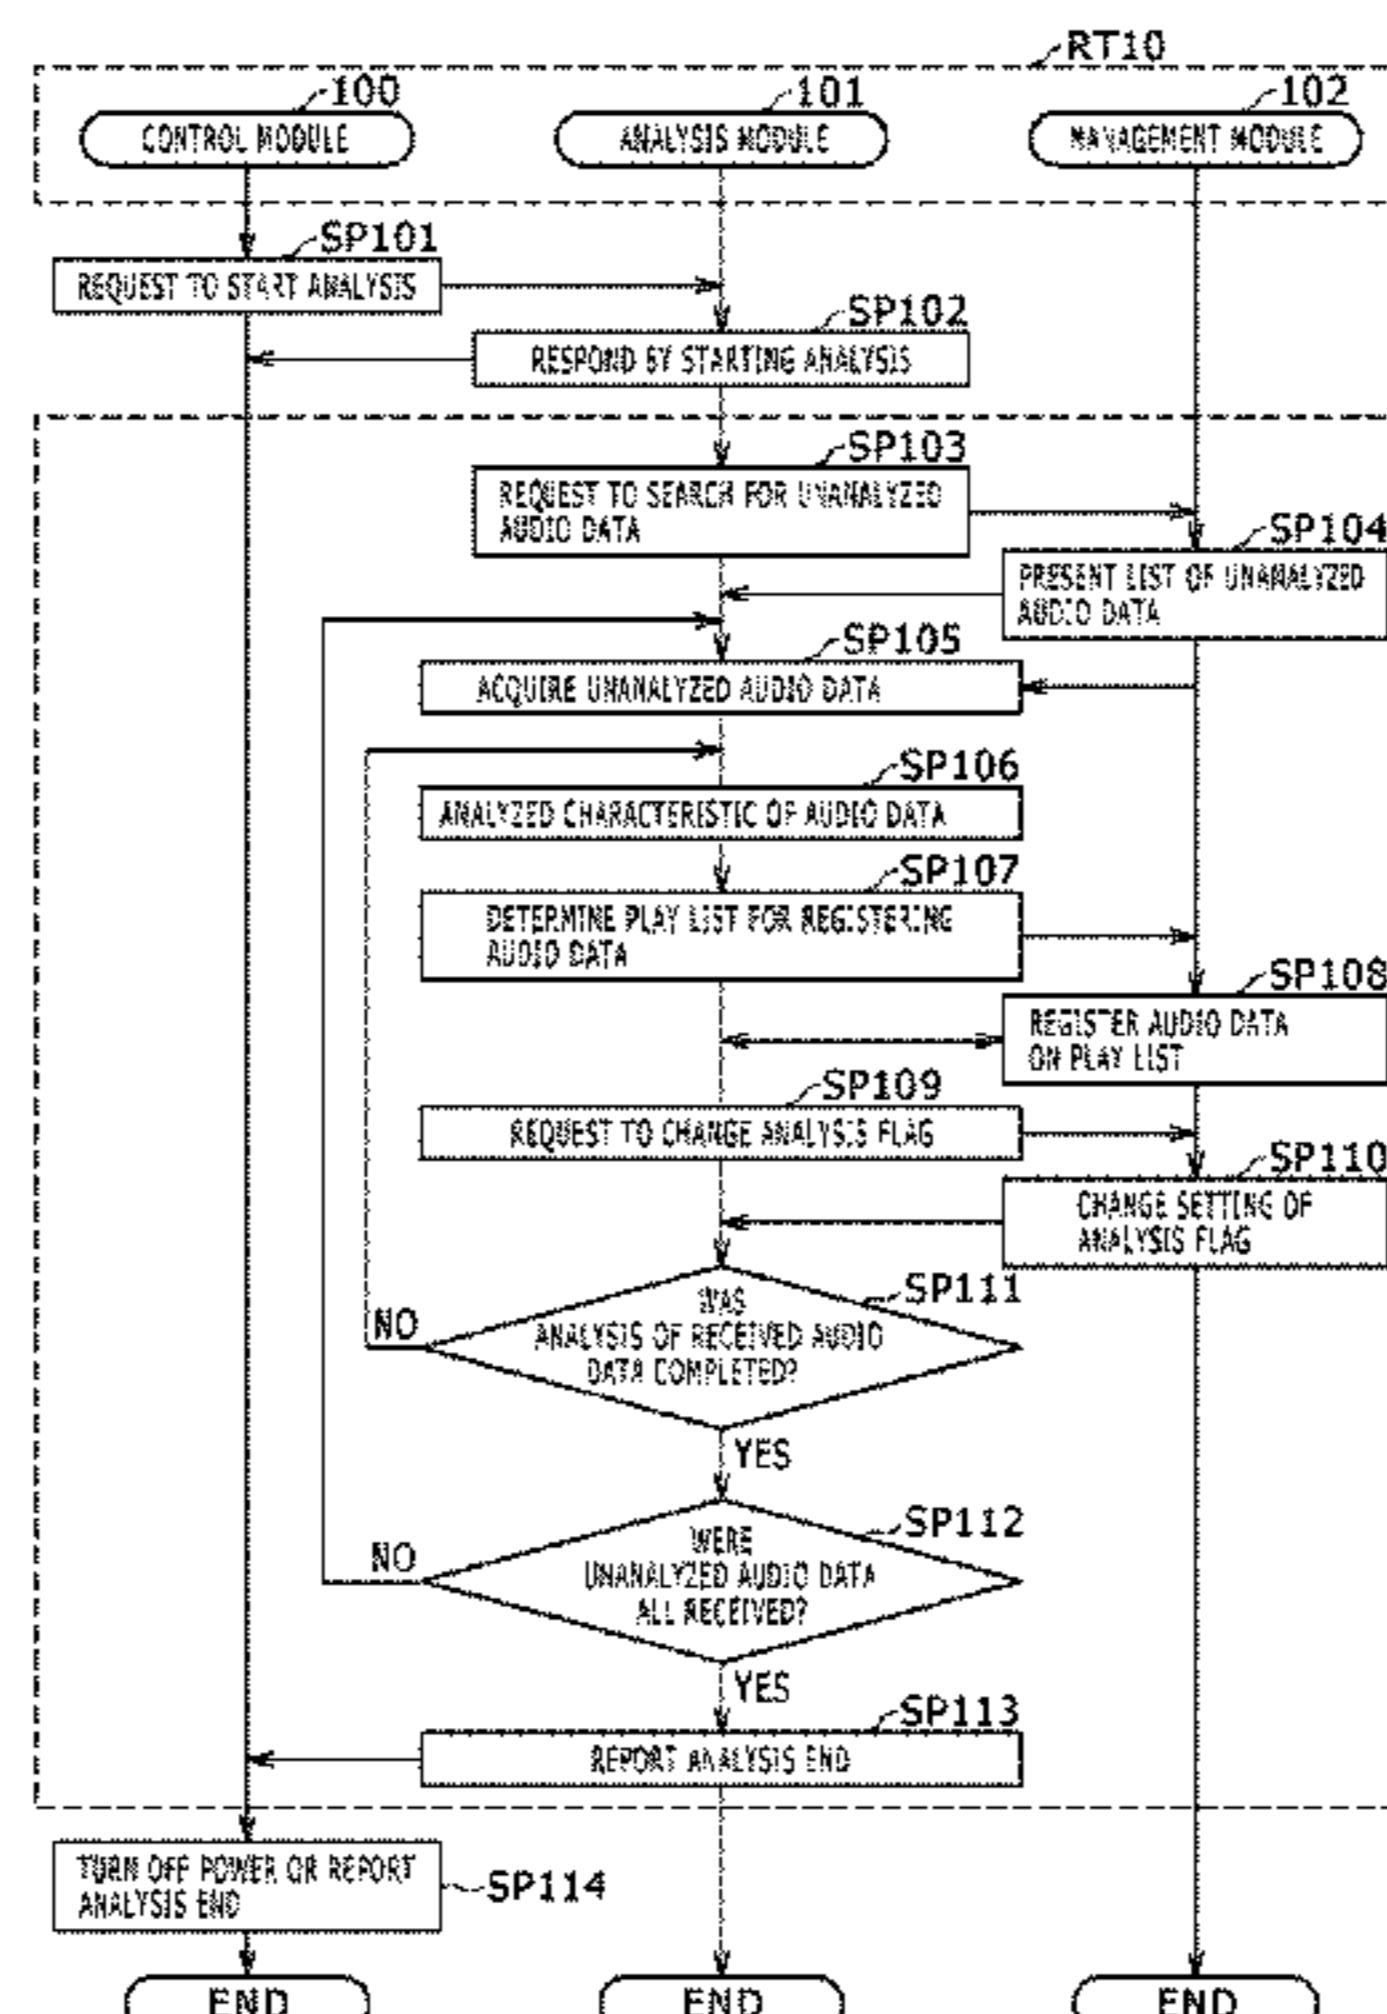 RT10
100
101
102
CONTROL MODULE
ANALYSIS MODULE
MANAGEMENT MODULE
SP101
REQUEST TO START ANALYSIS
SP102
RESPOND BY STARTING ANALYSIS
SP103
REQUEST TO SEARCH FOR UNANALYZED
AUDIO DATA
SP104
PRESENT LIST OF UNANALYZED
AUDIO DATA
SP105
ACQUIRE UNANALYZED AUDIO DATA
SP106
ANALYZED CHARACTERISTIC OF AUDIO DATA
SP107
DETERMINE PLAY LIST FOR REGISTERING
AUDIO DATA
SP108
REGISTER AUDIO DATA
ON PLAY LIST
SP109
REQUEST TO CHANGE ANALYSIS FLAG
SP110
CHANGE SETTING OF
ANALYSIS FLAG
SP111
WAS
ANALYSIS OF RECEIVED AUDIO
DATA COMPLETED?
NO
YES
SP112
WERE
UNANALYZED AUDIO DATA
ALL RECEIVED?
NO
YES
SP113
REPORT ANALYSIS END
TURN OFF POWER OR REPORT
ANALYSIS END
SP114
END
END
END